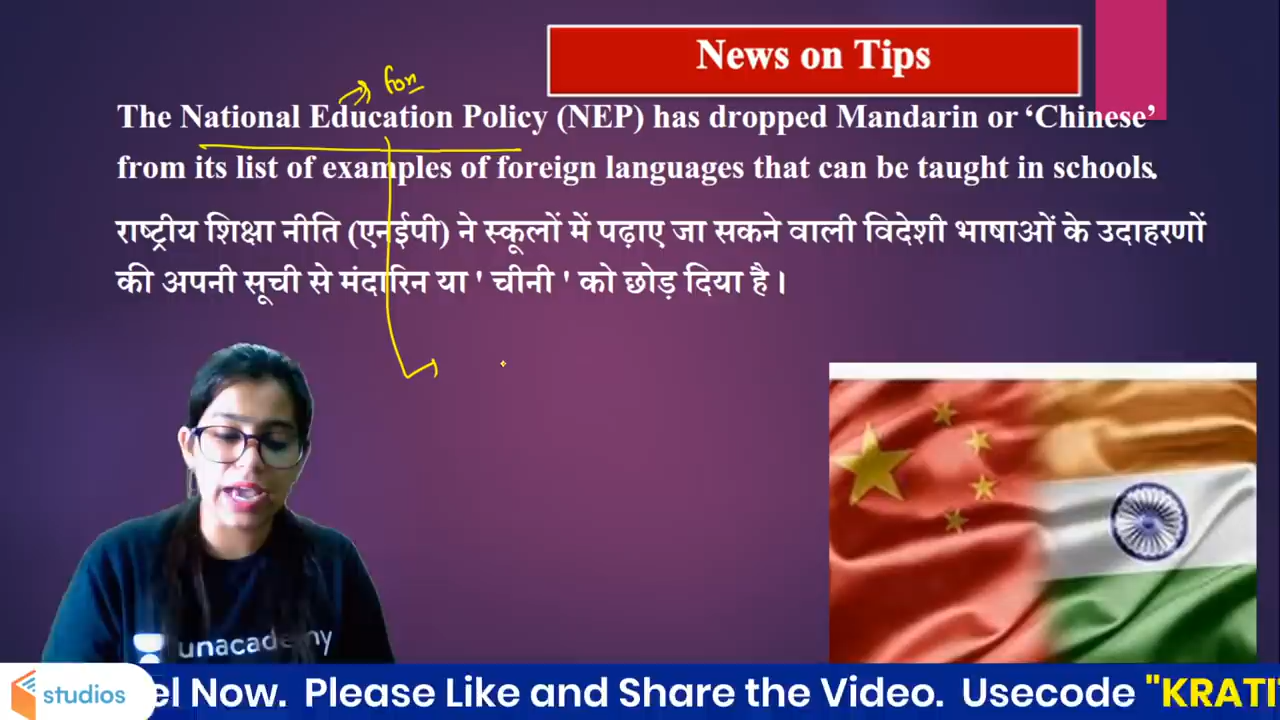 News on Tips
for
The National Education Policy (NEP) has dropped Mandarin or ‘Chinese’
from its list of examples of foreign languages that can be taught in schools.
राष्ट्रीय शिक्षा नीति (एनईपी) ने स्कूलों में पढ़ाए जा सकने वाली विदेशी भाषाओं के उदाहरणों
की अपनी सूची से मंदारिन या ' चीनी ' को छोड़ दिया है।
unacademy
studios
el Now. Please Like and Share the Video. Usecode "KRATI